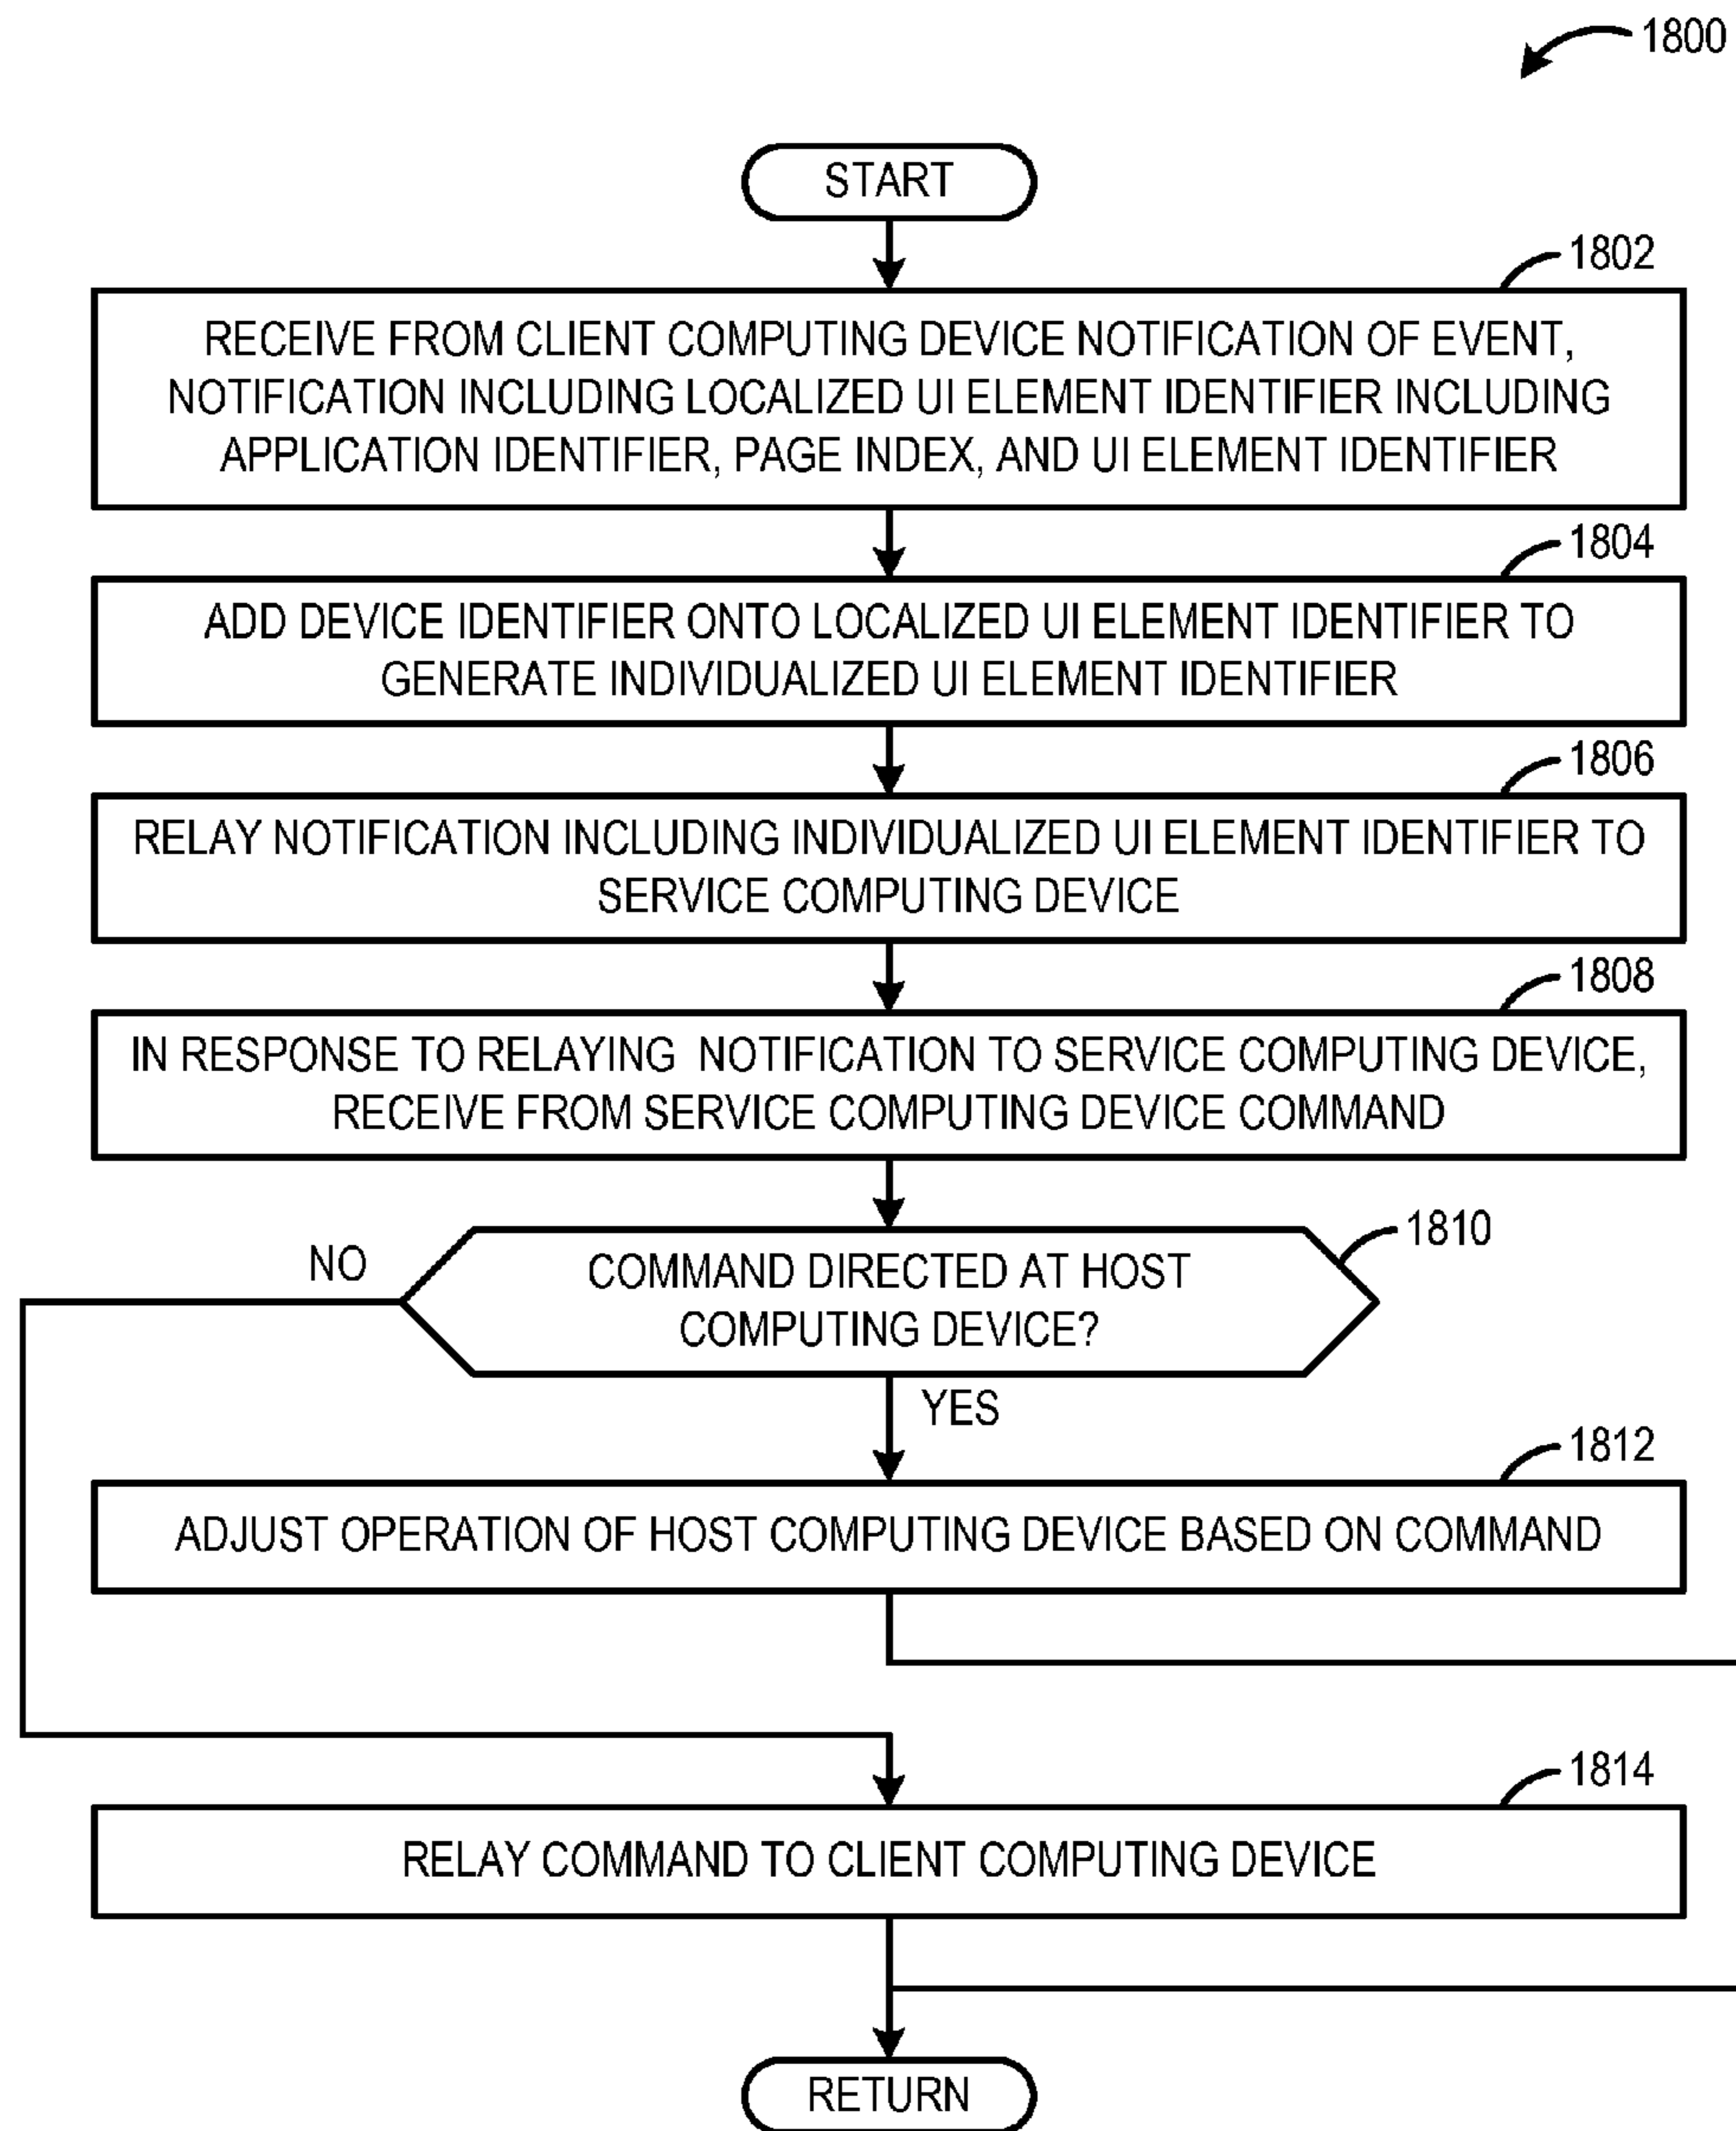 1800
START
1802
RECEIVE FROM CLIENT COMPUTING DEVICE NOTIFICATION OF EVENT,
NOTIFICATION INCLUDING LOCALIZED UI ELEMENT IDENTIFIER INCLUDING
APPLICATION IDENTIFIER, PAGE INDEX, AND UI ELEMENT IDENTIFIER
1804
ADD DEVICE IDENTIFIER ONTO LOCALIZED UI ELEMENT IDENTIFIER TO
GENERATE INDIVIDUALIZED UI ELEMENT IDENTIFIER
1806
RELAY NOTIFICATION INCLUDING INDIVIDUALIZED UI ELEMENT IDENTIFIER TO
SERVICE COMPUTING DEVICE
1808
IN RESPONSE TO RELAYING NOTIFICATION TO SERVICE COMPUTING DEVICE,
RECEIVE FROM SERVICE COMPUTING DEVICE COMMAND
1810
NO
COMMAND DIRECTED AT HOST
COMPUTING DEVICE?
YES
1812
ADJUST OPERATION OF HOST COMPUTING DEVICE BASED ON COMMAND
1814
RELAY COMMAND TO CLIENT COMPUTING DEVICE
RETURN